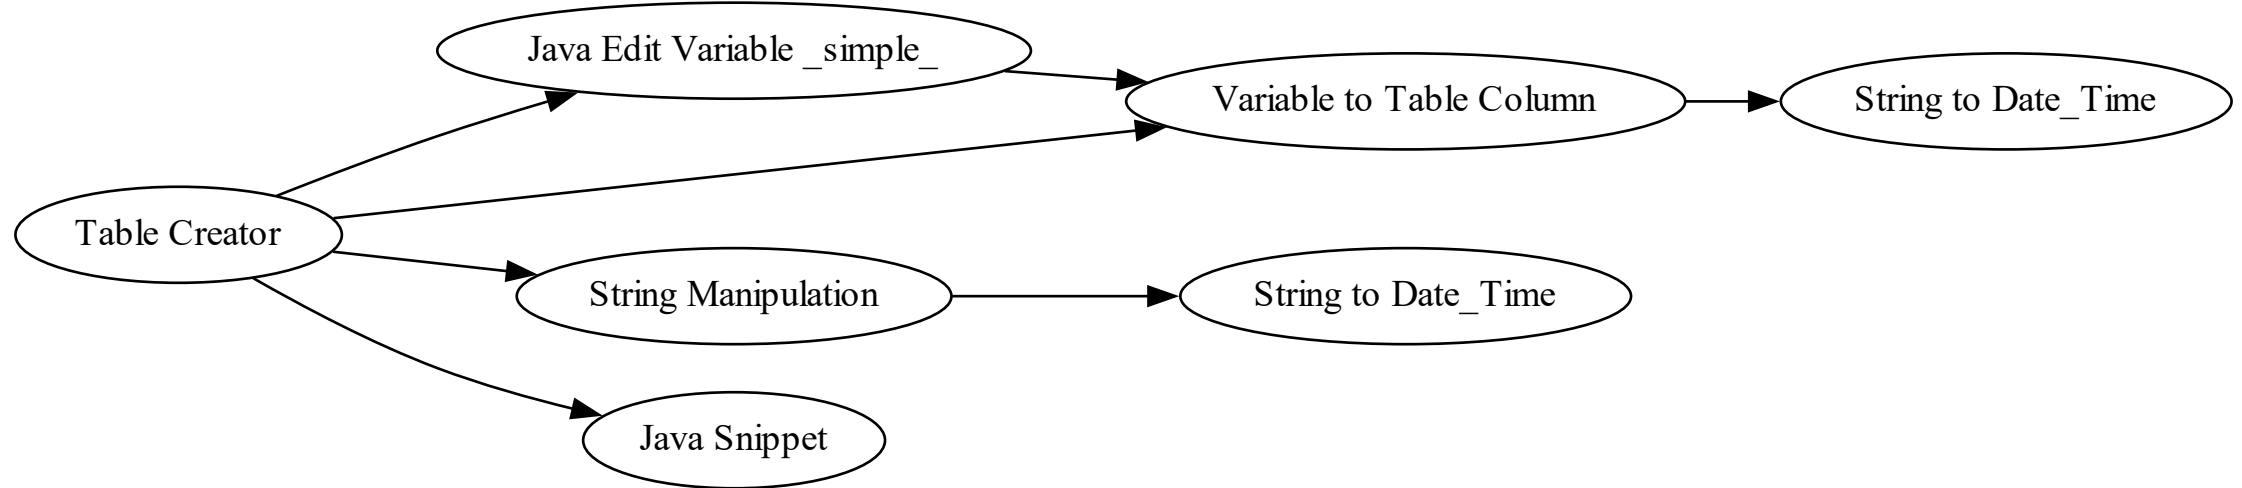 Java Edit Variable _simple_
Variable to Table Column
String to Date_Time
Table Creator
String Manipulation
String to Date_Time
Java Snippet